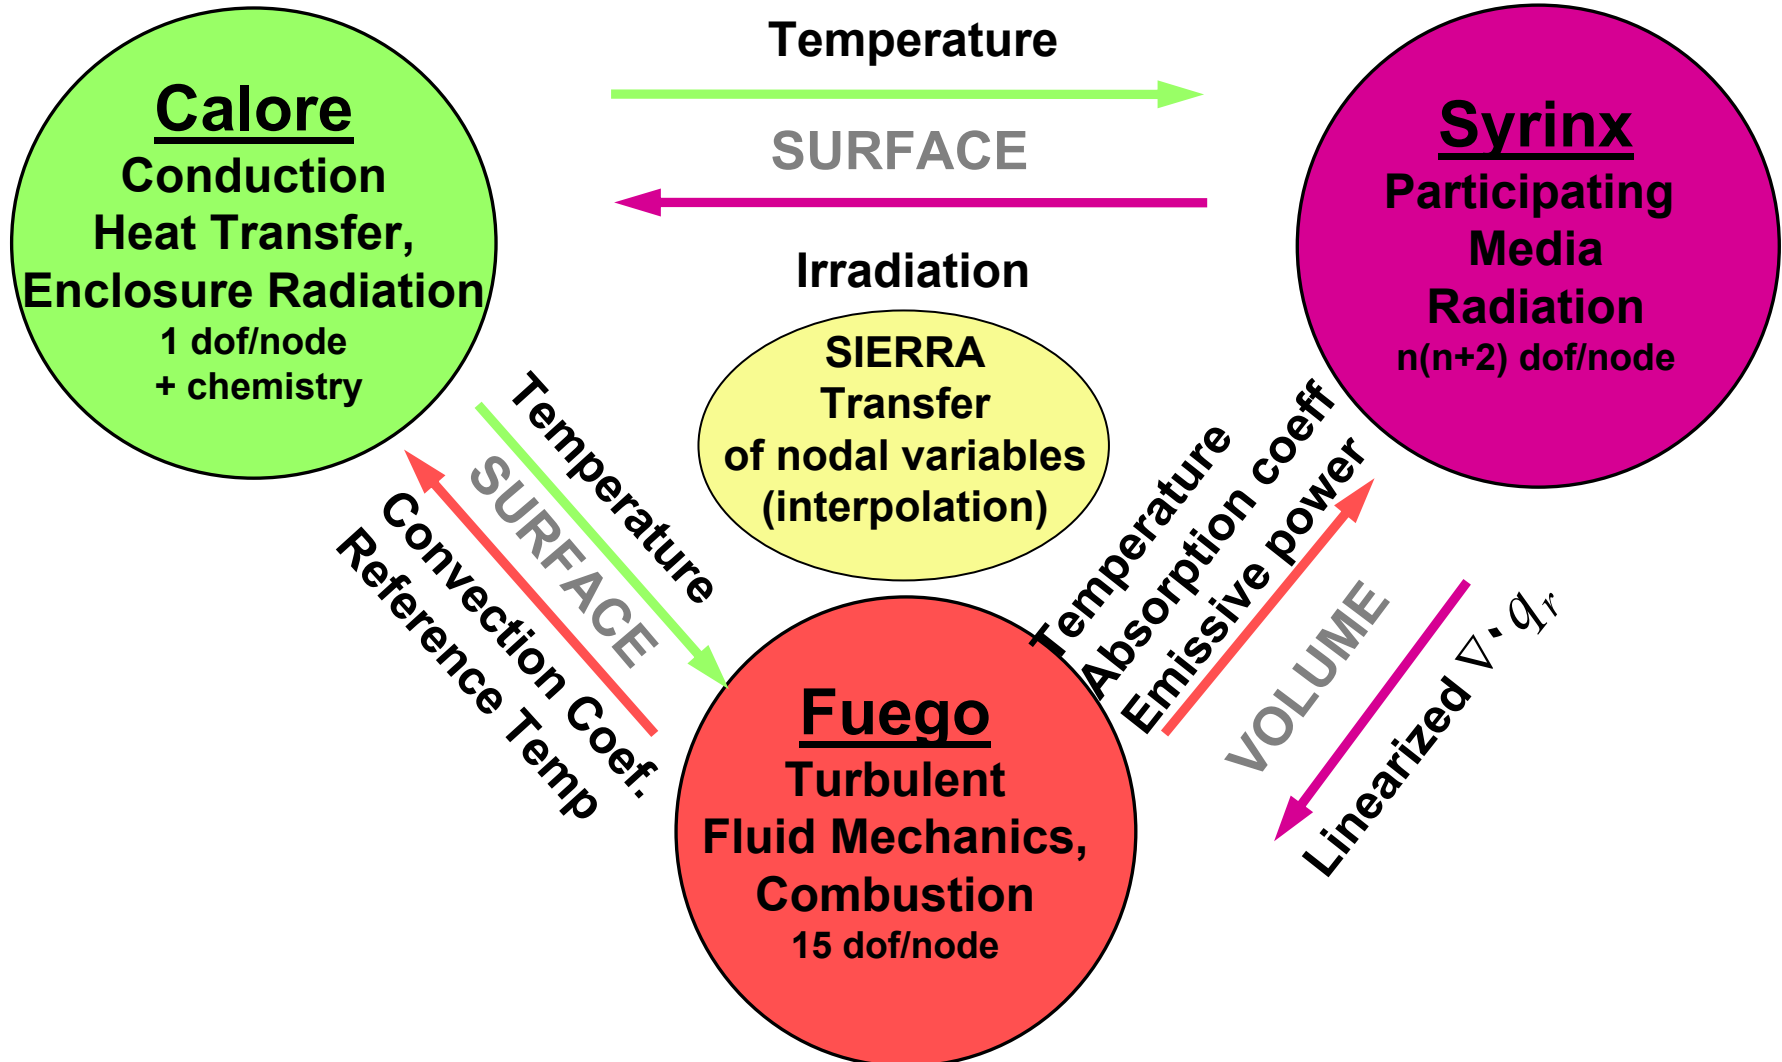 Calore
Conduction
Heat Transfer,
Enclosure Radiation
1 dof/node
+ chemistry
Temperature
SURFACE
Irradiation
Syrinx
Participating
Media
Radiation
n(n+2) dof/node
SIERRA
Transfer
of nodal variables
(interpolation)
Temperature
SURFACE
Convection Coef.
Reference Temp
Temperature
Absorption coeff
Emissive power
VOLUME
Linearized ∇·q_r
Fuego
Turbulent
Fluid Mechanics,
Combustion
15 dof/node